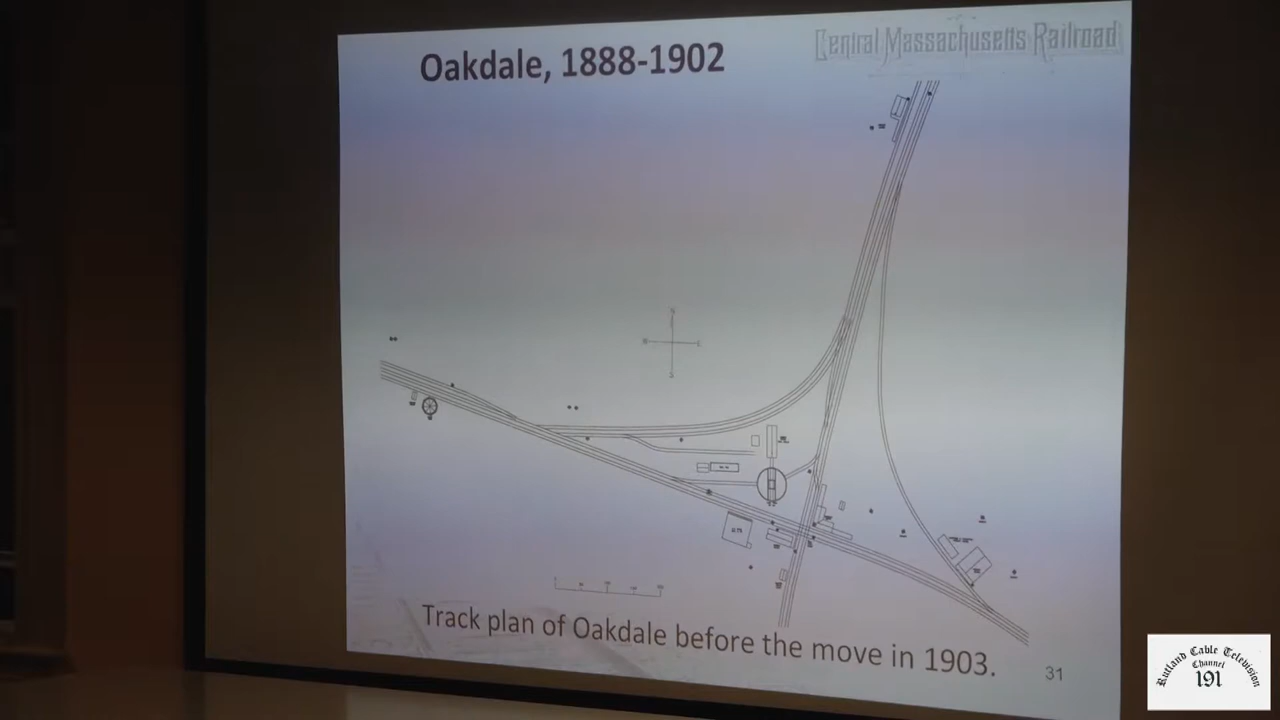 Central Massachusetts Railroad
Oakdale, 1888-1902
N
S
Track plan of Oakdale before the move in 1903.
31
Rutland Cable Television
Channel
191